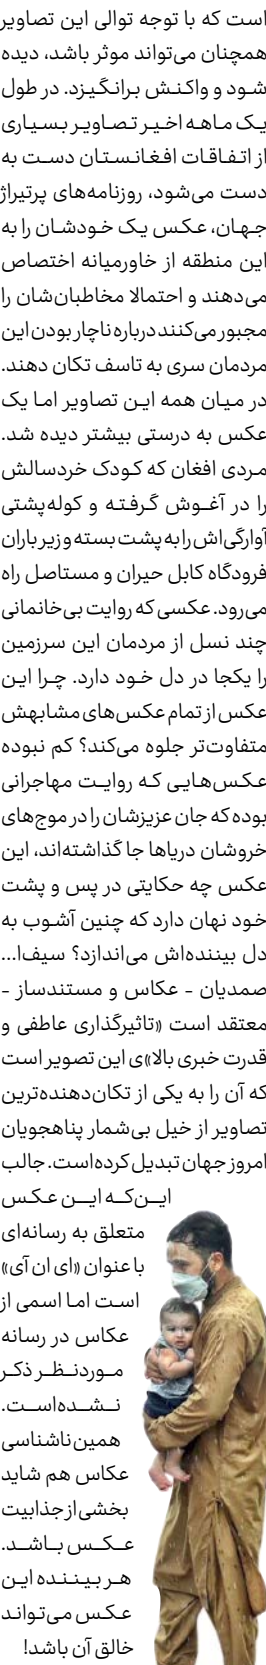 است که با توجه توالی این تصاویر
همچنان می‌تواند موثر باشد، دیده
شود و واکنش برانگیزد. در طول
یک ماهه اخیر تصاویر بسیاری
از اتفاقات افغانستان دست به
دست می‌شود، روزنامه‌های پرتیراژ
جهان، عکس یک خودشان را به
این منطقه از خاورمیانه اختصاص
می‌دهند و احتمالا مخاطبان‌شان را
مجبور می‌کنند درباره ناچار بودن این
مردمان سری به تاسف تکان دهند.
در میان همه این تصاویر اما یک
عکس به درستی بیشتر دیده شد.
مردی افغان که کودک خردسالش
را در آغوش گرفته و کوله‌پشتی
آوارگی‌اش را به پشت بسته و زیر باران
فرودگاه کابل حیران و مستاصل راه
می‌رود. عکسی که روایت بی‌خانمانی
چند نسل از مردمان این سرزمین
را یکجا در دل خود دارد. چرا این
عکس از تمام عکس‌های مشابهش
متفاوت‌تر جلوه می‌کند؟ کم نبوده
عکس‌هایی که روایت مهاجرانی
بوده که جان عزیزشان را در موج‌های
خروشان دریاها جا گذاشته‌اند، این
عکس چه حکایتی در پس و پشت
خود نهان دارد که چنین آشوب به
دل بیننده‌اش می‌اندازد؟ سیف‌ا...
صمدیان - عکاس و مستندساز -
معتقد است «تاثیرگذاری عاطفی و
قدرت خبری بالا»ی این تصویر است
که آن را به یکی از تکان‌دهنده‌ترین
تصاویر از خیل بی‌شمار پناهجویان
امروز جهان تبدیل کرده‌است. جالب
این‌که این عکس
متعلق به رسانه‌ای
با عنوان «ای ان آی»
است اما اسمی از
عکاس در رسانه
موردنظر ذکر
نشده‌است.
همین ناشناسی
عکاس هم شاید
بخشی از جذابیت
عکس باشد.
هر بیننده این
عکس می‌تواند
خالق آن باشد!